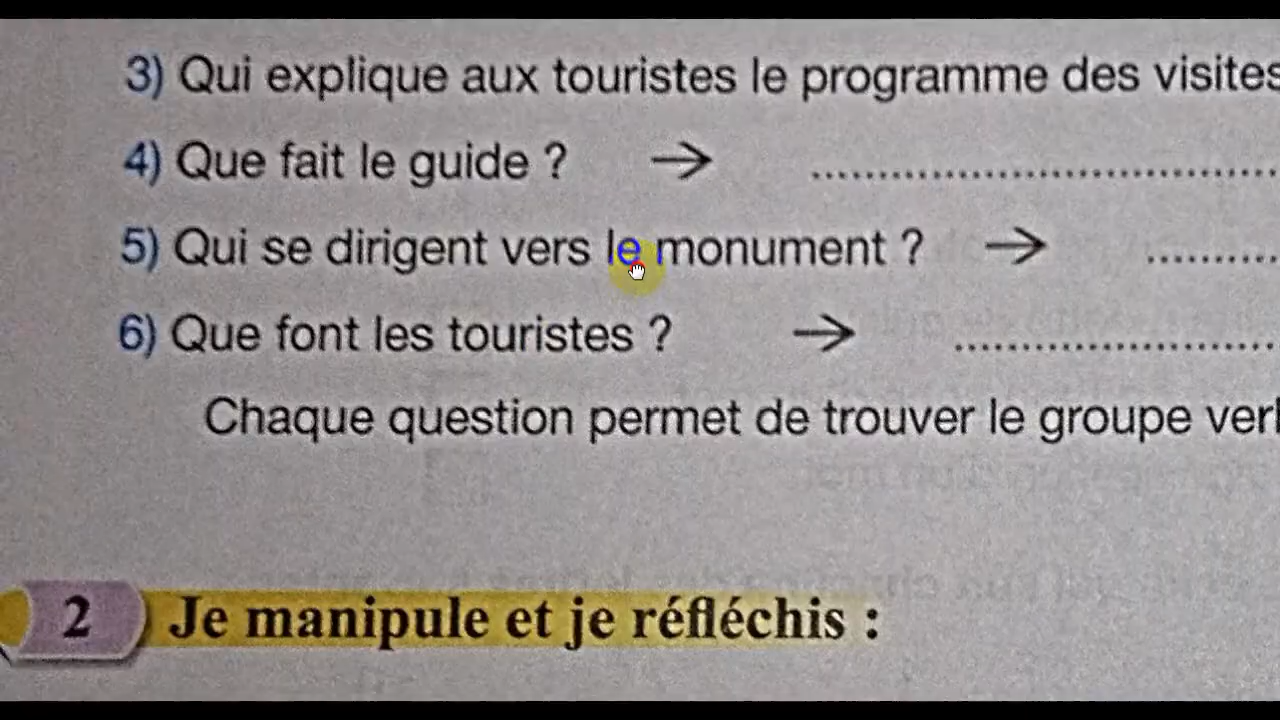 3) Qui explique aux touristes le programme des visites
4) Que fait le guide ? → ..................................
5) Qui se dirigent vers le monument ? → ..........
6) Que font les touristes ? → ........................
Chaque question permet de trouver le groupe
2 Je manipule et je réfléchis :